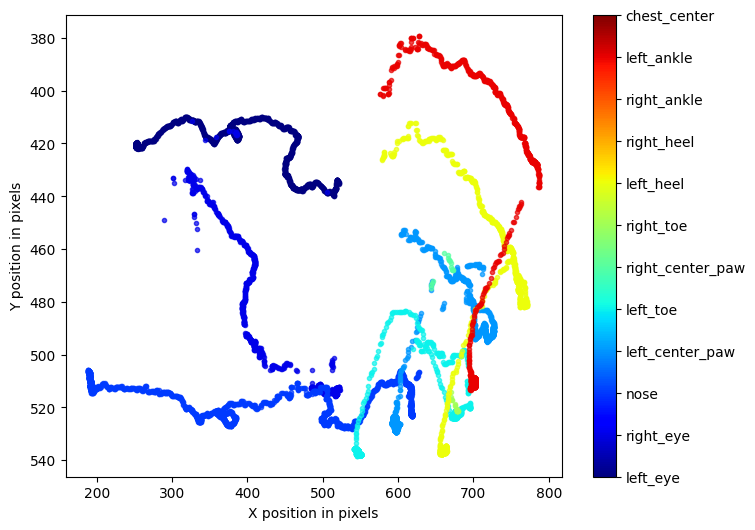 380
400
420
440
460
480
500
520
540
Y position in pixels
200
300
400
500
600
700
800
X position in pixels
chest_center
left_ankle
right_ankle
right_heel
left_heel
right_toe
right_center_paw
left_toe
left_center_paw
nose
right_eye
left_eye